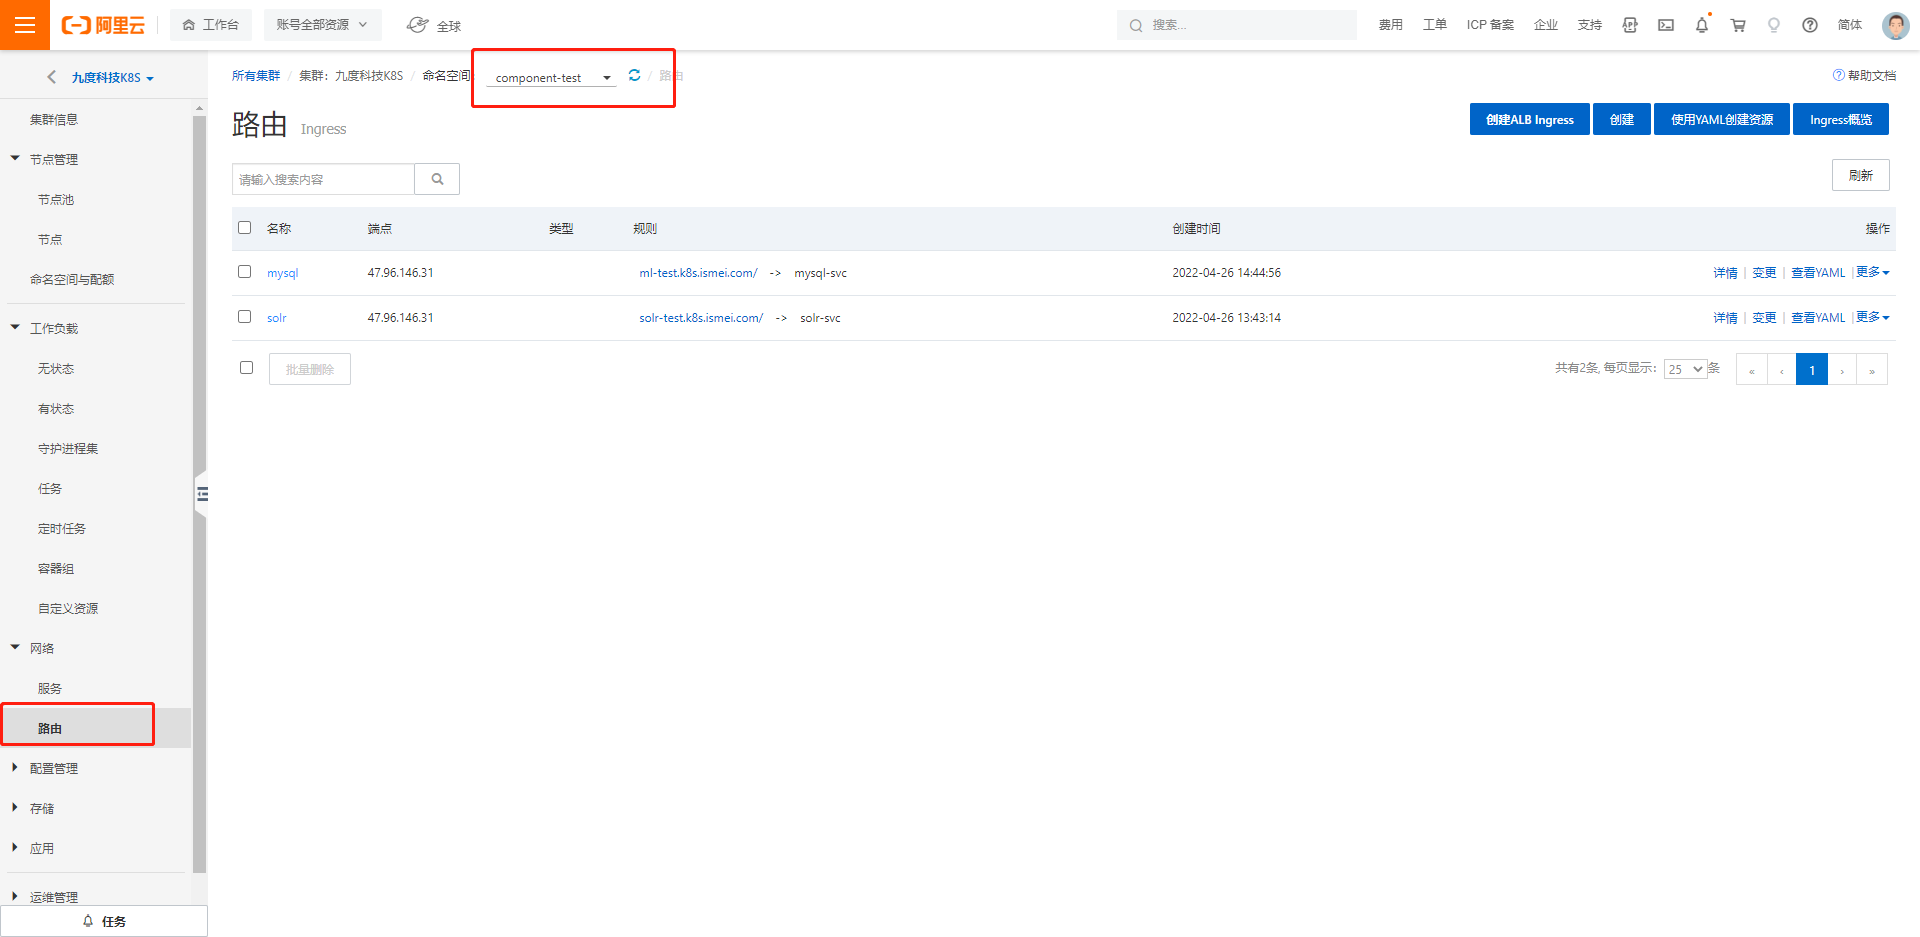 阿里云 工作台 账号全部资源 全球 搜索... 费用 工单 ICP 备案 企业 支持 简体
九度科技K8S
所有集群 / 集群：九度科技K8S / 命名空间 component-test / 路由 帮助文档
路由 Ingress
创建ALB Ingress 创建 使用YAML创建资源 Ingress概览
请输入搜索内容 刷新
名称 端点 类型 规则 创建时间 操作
mysql 47.96.146.31 ml-test.k8s.ismei.com/ -> mysql-svc 2022-04-26 14:44:56 详情 | 变更 | 查看YAML | 更多
solr 47.96.146.31 solr-test.k8s.ismei.com/ -> solr-svc 2022-04-26 13:43:14 详情 | 变更 | 查看YAML | 更多
批量删除 共有2条, 每页显示: 25 条 « ‹ 1 › »
集群信息
节点管理
节点池
节点
命名空间与配额
工作负载
无状态
有状态
守护进程集
任务
定时任务
容器组
自定义资源
网络
服务
路由
配置管理
存储
应用
运维管理
任务